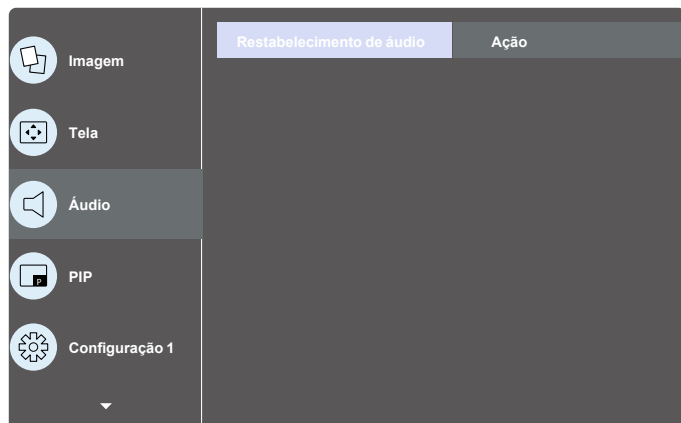 Restabelecimento de áudio Ação
Imagem
Tela
Áudio
PIP
P
Configuração 1